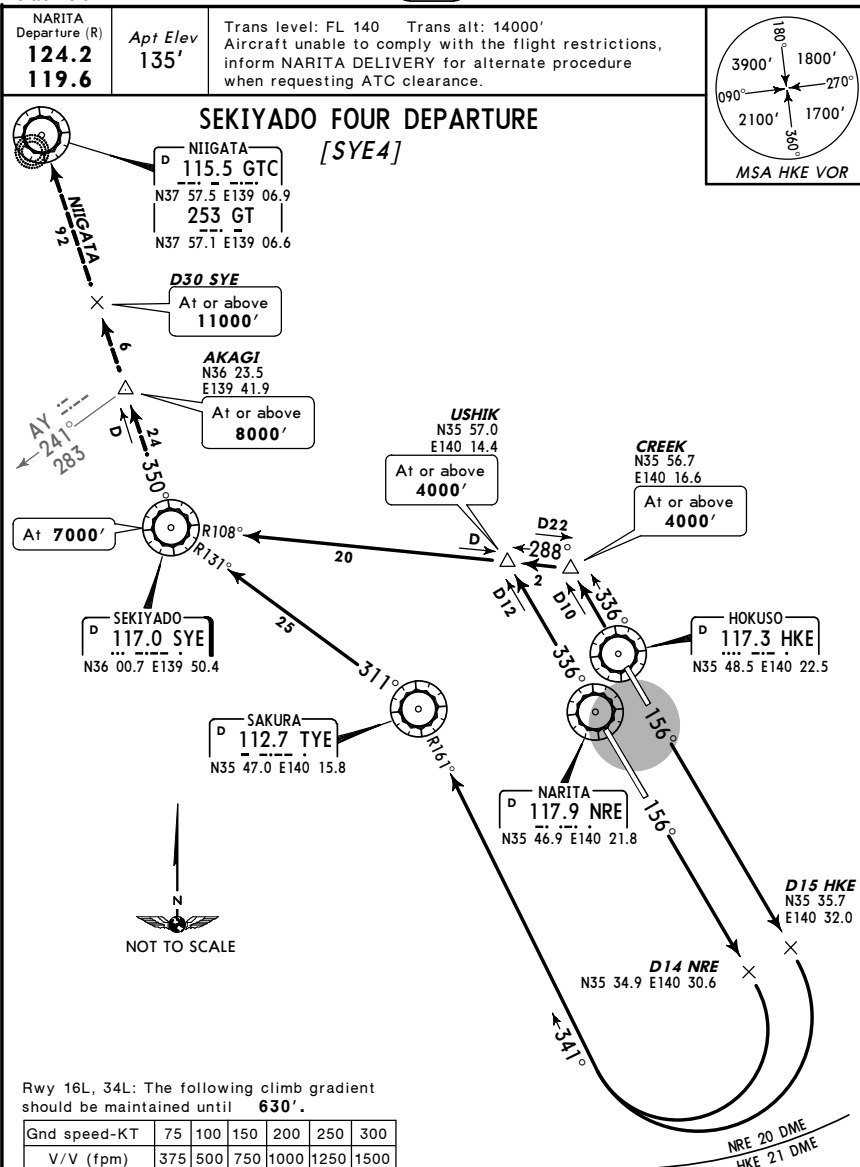 NARITA
Departure (R)
124.2
119.6
Apt Elev
135'
Trans level: FL 140 Trans alt: 14000'
Aircraft unable to comply with the flight restrictions,
inform NARITA DELIVERY for alternate procedure
when requesting ATC clearance.
180°
3900'
1800'
090°
270°
2100'
1700'
360°
MSA HKE VOR
SEKIYADO FOUR DEPARTURE
[SYE4]
NIIGATA
D 115.5 GTC
N37 57.5 E139 06.9
253 GT
N37 57.1 E139 06.6
NIIGATA
92
D30 SYE
At or above
11000'
6
AKAGI
N36 23.5
E139 41.9
At or above
8000'
AY
241°
283
D
24
350°
USHIK
N35 57.0
E140 14.4
At or above
4000'
CREEK
N35 56.7
E140 16.6
At or above
4000'
At 7000'
R108°
R131°
20
D
D22
288°
2
D12
D10
336°
336°
SEKIYADO
D 117.0 SYE
N36 00.7 E139 50.4
25
311°
HOKUSO
D 117.3 HKE
N35 48.5 E140 22.5
SAKURA
D 112.7 TYE
N35 47.0 E140 15.8
R161°
NARITA
D 117.9 NRE
N35 46.9 E140 21.8
156°
156°
D15 HKE
N35 35.7
E140 32.0
D14 NRE
N35 34.9 E140 30.6
N
NOT TO SCALE
341°
NRE 20 DME
HKE 21 DME
Rwy 16L, 34L: The following climb gradient
should be maintained until 630'.
Gnd speed-KT 75 100 150 200 250 300
V/V (fpm) 375 500 750 1000 1250 1500